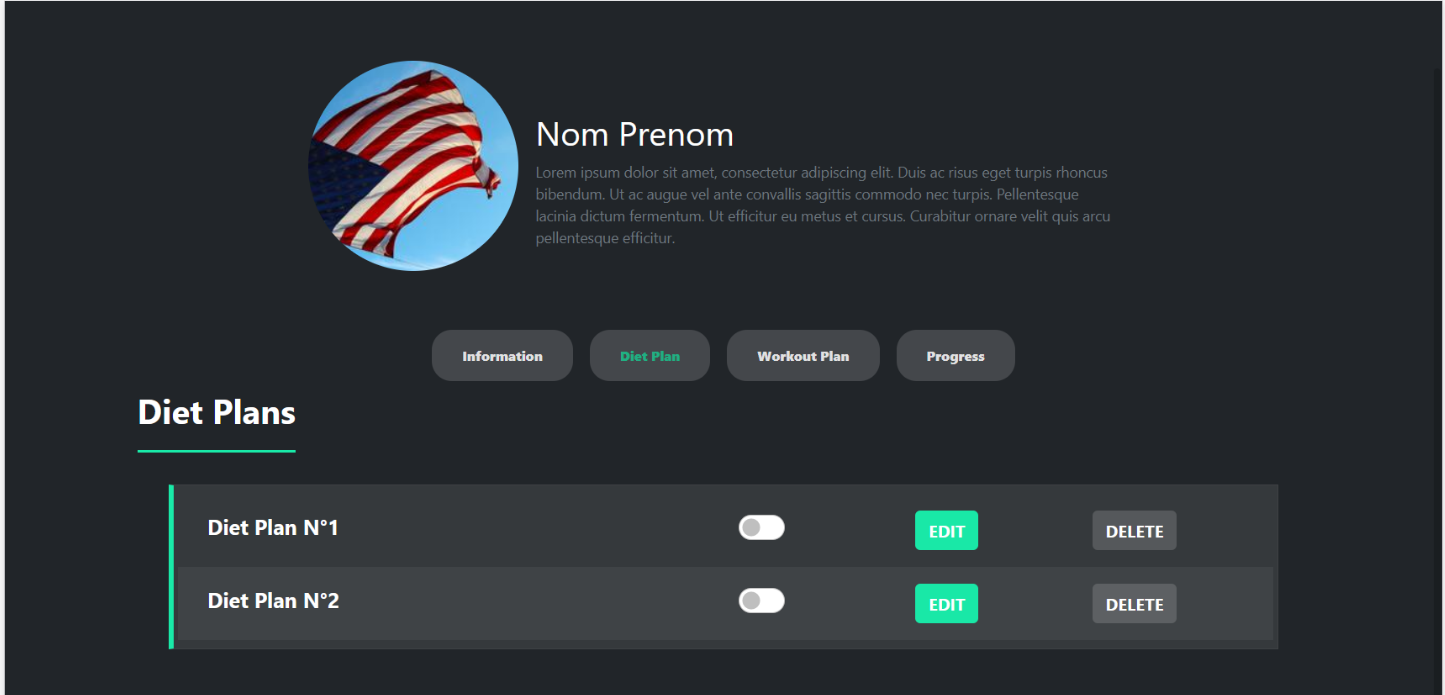 Nom Prenom
Lorem ipsum dolor sit amet, consectetur adipiscing elit. Duis ac risus eget turpis rhoncus
bibendum. Ut ac augue vel ante convallis sagittis commodo nec turpis. Pellentesque
lacinia dictum fermentum. Ut efficitur eu metus et cursus. Curabitur ornare velit quis arcu
pellentesque efficitur.
Information Diet Plan Workout Plan Progress
Diet Plans
Diet Plan N°1 EDIT DELETE
Diet Plan N°2 EDIT DELETE